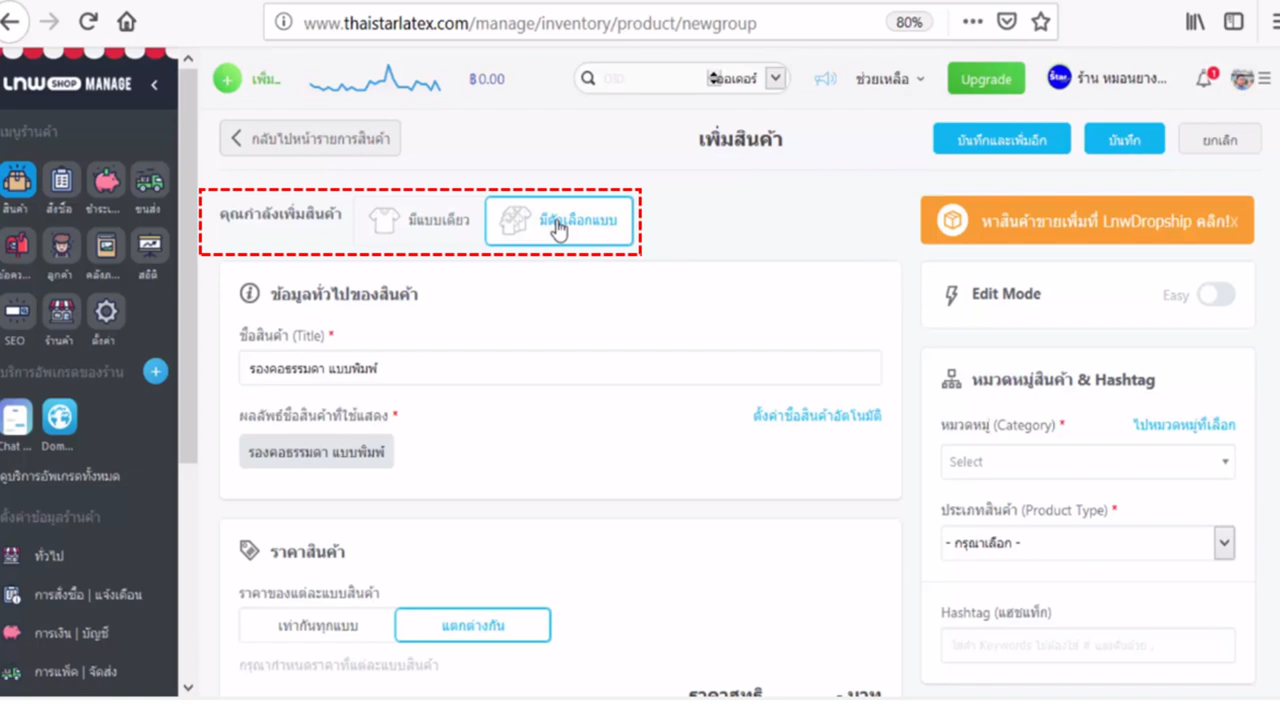 www.thaistarlatex.com/manage/inventory/product/newgroup
80%
LnwSHOP MANAGE
เพิ่ม...
฿0.00
ช่วยเหลือ
Upgrade
ร้าน หมอนยาง...
1
เมนูร้านค้า
กลับไปหน้ารายการสินค้า
เพิ่มสินค้า
บันทึกและเพิ่มอีก
บันทึก
ยกเลิก
สินค้า
สั่งซื้อ
ชำระ...
ขนส่ง
คุณกำลังเพิ่มสินค้า
มีแบบเดียว
มีตัวเลือกแบบ
หาสินค้าขายเพิ่มที่ LnwDropship คลิก!x
ข้อคว...
ลูกค้า
คลังภ...
สถิติ
SEO
ร้านค้า
ตั้งค่า
ข้อมูลทั่วไปของสินค้า
Edit Mode
Easy
ชื่อสินค้า (Title) *
รองคอธรรมดา แบบพิมพ์
บริการอัพเกรดของร้าน
หมวดหมู่สินค้า & Hashtag
ผลลัพธ์ชื่อสินค้าที่ใช้แสดง *
ตั้งค่าชื่อสินค้าอัตโนมัติ
รองคอธรรมดา แบบพิมพ์
หมวดหมู่ (Category) *
ไปหมวดหมู่ที่เลือก
Select
Chat ...
Dom...
ดูบริการอัพเกรดทั้งหมด
ประเภทสินค้า (Product Type) *
- กรุณาเลือก -
ตั้งค่าข้อมูลร้านค้า
ทั่วไป
การสั่งซื้อ | แจ้งเตือน
การเงิน | บัญชี
การแพ็ค | จัดส่ง
ราคาสินค้า
ราคาของแต่ละแบบสินค้า
เท่ากันทุกแบบ
แตกต่างกัน
กรุณากำหนดราคาที่แต่ละแบบสินค้า
ราคาสุทธิ
- บาท
Hashtag (แฮชแท็ก)